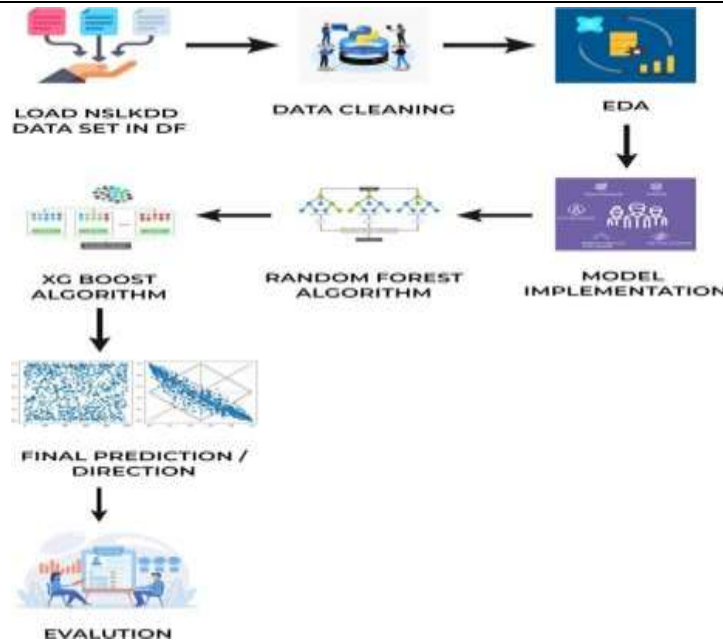 LOAD NSLKDD
DATA SET IN DF
DATA CLEANING
EDA
MODEL
IMPLEMENTATION
RANDOM FOREST
ALGORITHM
XG BOOST
ALGORITHM
FINAL PREDICTION /
DIRECTION
EVALUTION